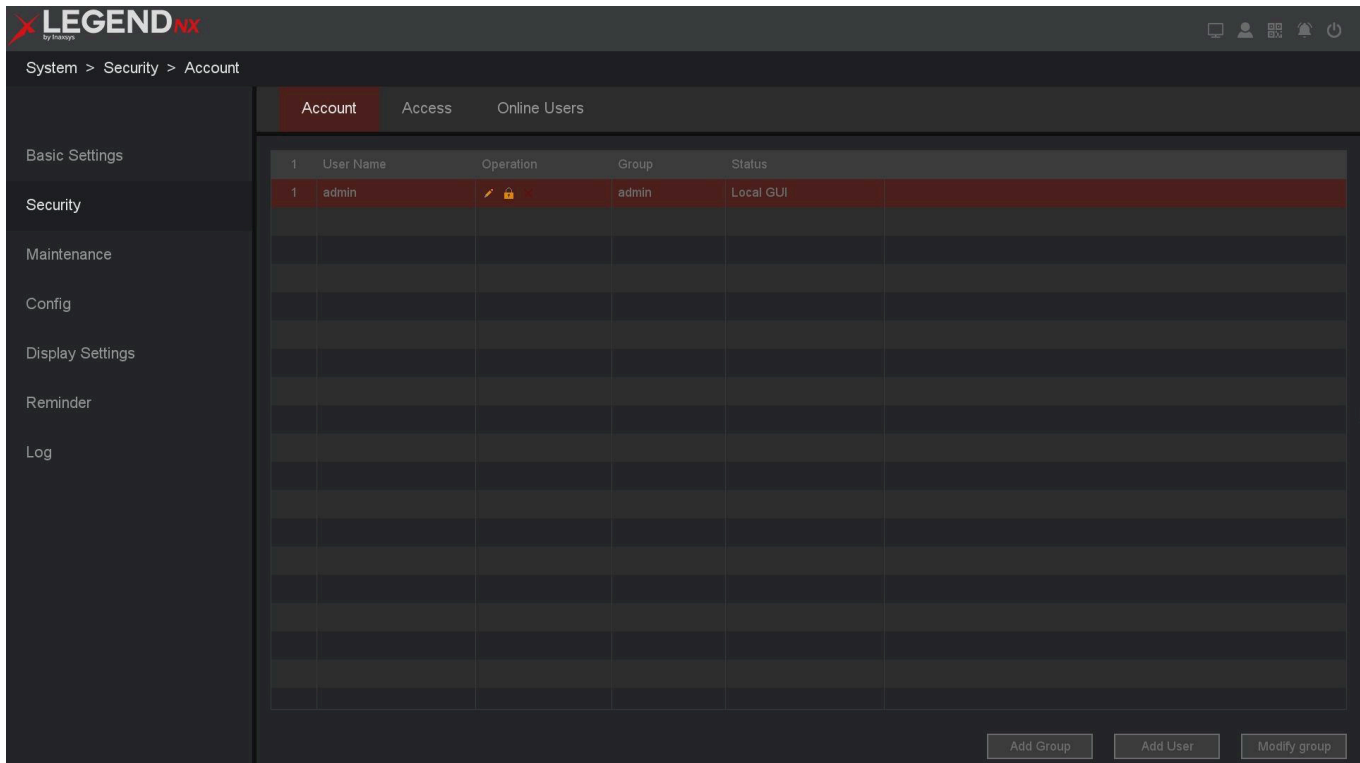 LEGEND NX
by Inaxsys
System > Security > Account
Account Access Online Users
Basic Settings
Security
Maintenance
Config
Display Settings
Reminder
Log
1 User Name Operation Group Status
1 admin admin Local GUI
Add Group Add User Modify group